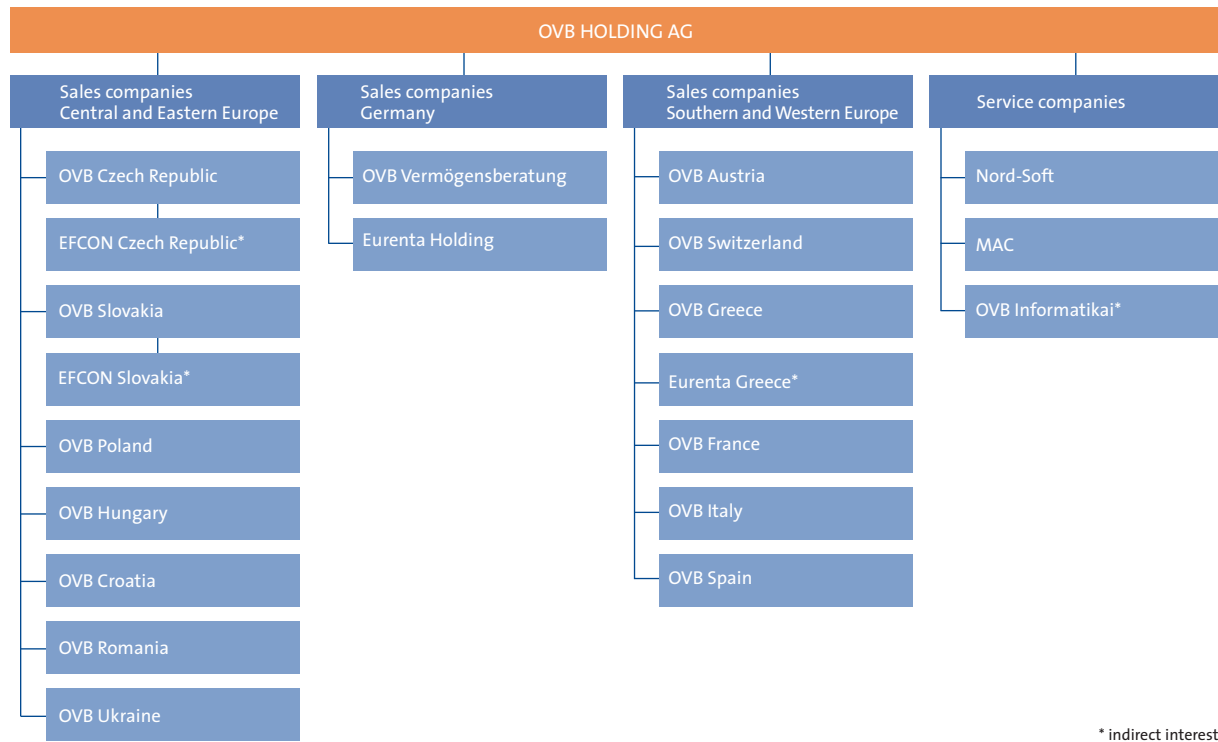 OVB HOLDING AG
Sales companies
Central and Eastern Europe
OVB Czech Republic
EFCON Czech Republic*
OVB Slovakia
EFCON Slovakia*
OVB Poland
OVB Hungary
OVB Croatia
OVB Romania
OVB Ukraine
Sales companies
Germany
OVB Vermögensberatung
Eurenta Holding
Sales companies
Southern and Western Europe
OVB Austria
OVB Switzerland
OVB Greece
Eurenta Greece*
OVB France
OVB Italy
OVB Spain
Service companies
Nord-Soft
MAC
OVB Informatikai*
* indirect interest